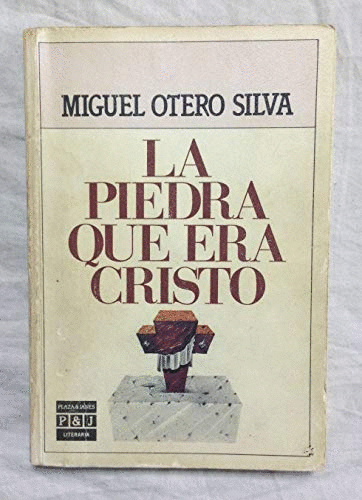 MIGUEL OTERO SILVA
LA
PIEDRA
QUE ERA
CRISTO
PLAZA & JANES
P & J
LITERARIA